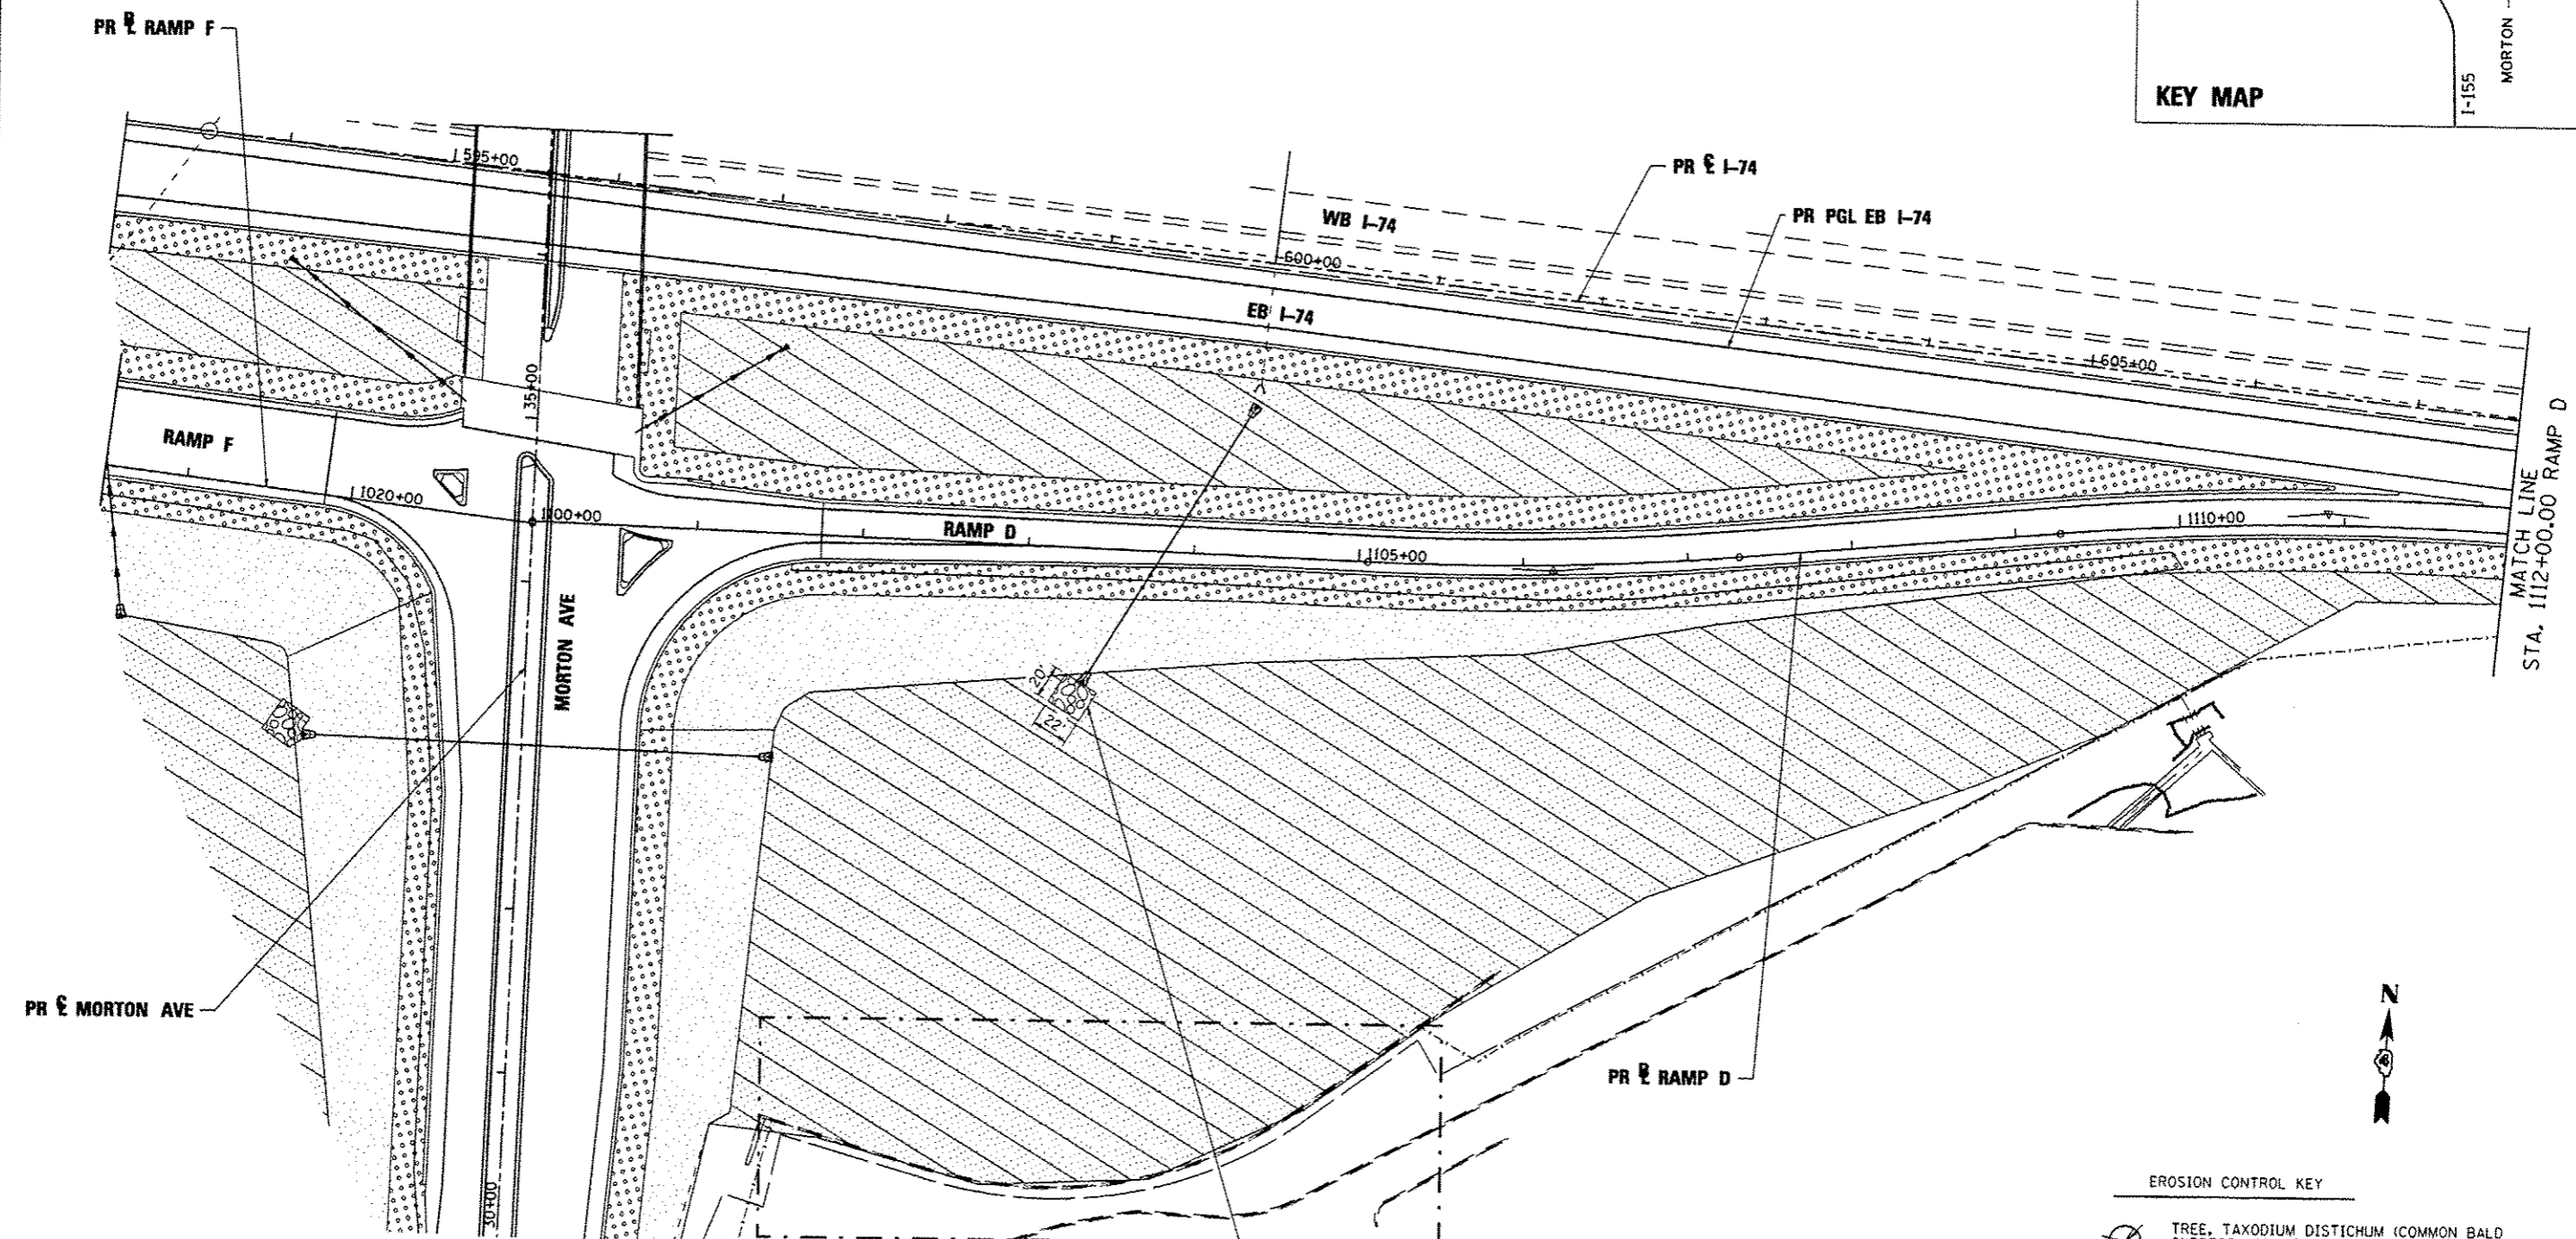 PR ℞ RAMP F
KEY MAP
I-155
MORTON -
595+00
PR ℄ I-74
WB I-74
PR PGL EB I-74
600+00
EB I-74
605+00
35+00
RAMP F
1020+00
1100+00
RAMP D
1105+00
1110+00
MATCH LINE
STA. 1112+00.00 RAMP D
MORTON AVE
20'
22'
PR ℄ MORTON AVE
PR ℞ RAMP D
N
30+00
EROSION CONTROL KEY
TREE, TAXODIUM DISTICHUM (COMMON BALD